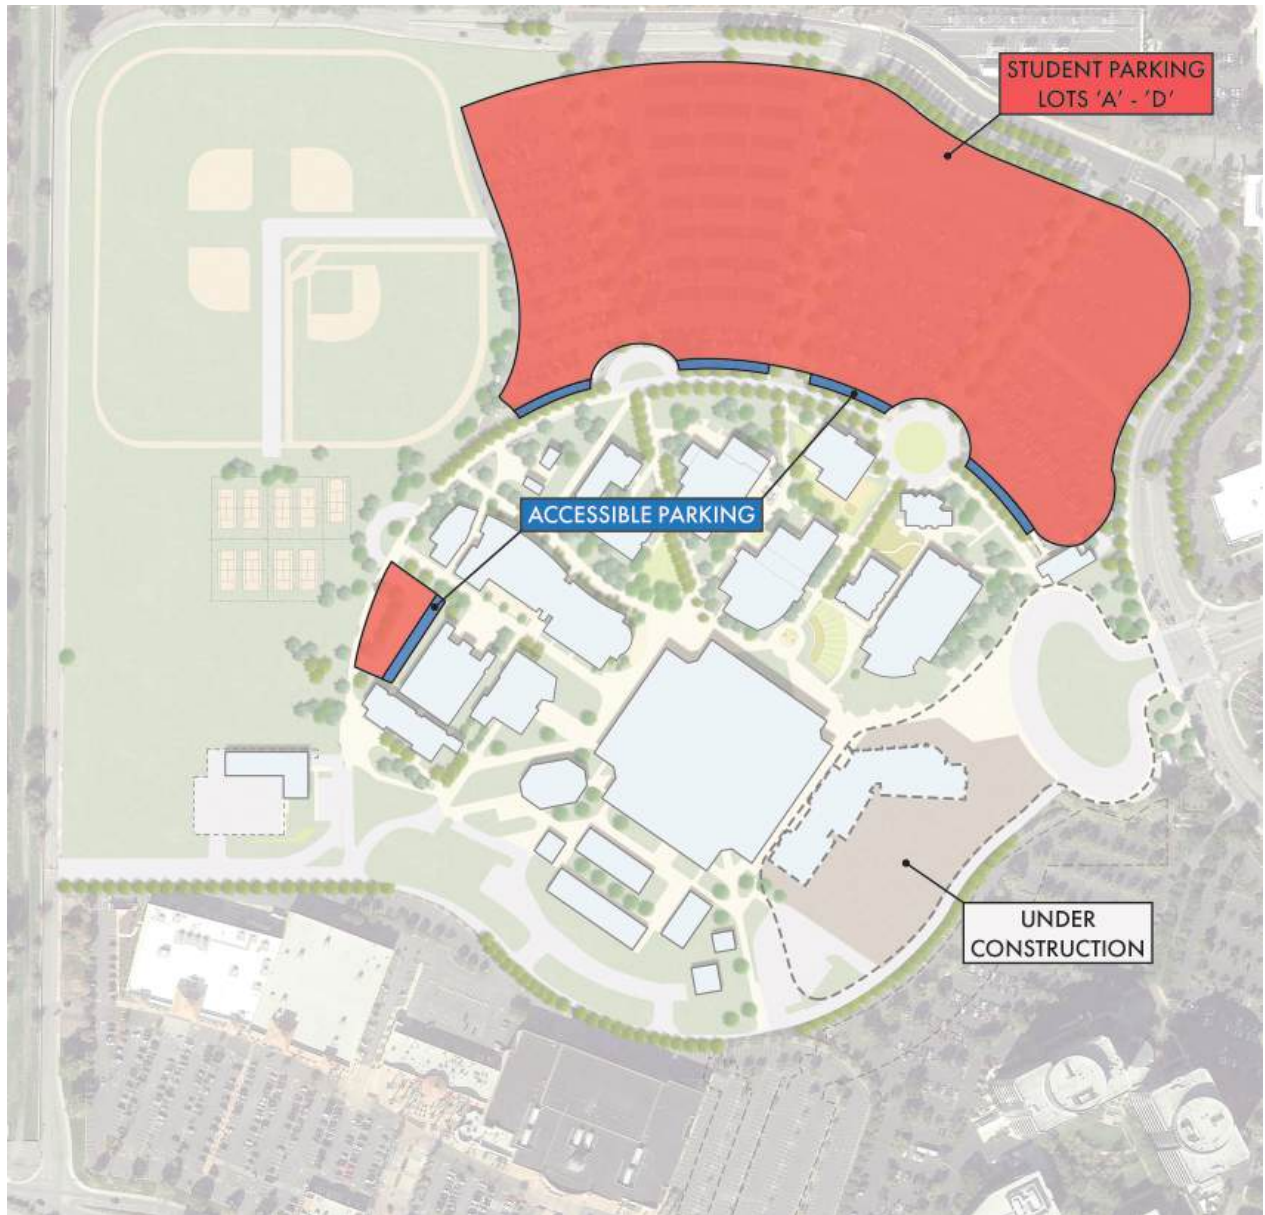 STUDENT PARKING
LOTS ‘A’ - ‘D’
ACCESSIBLE PARKING
UNDER
CONSTRUCTION